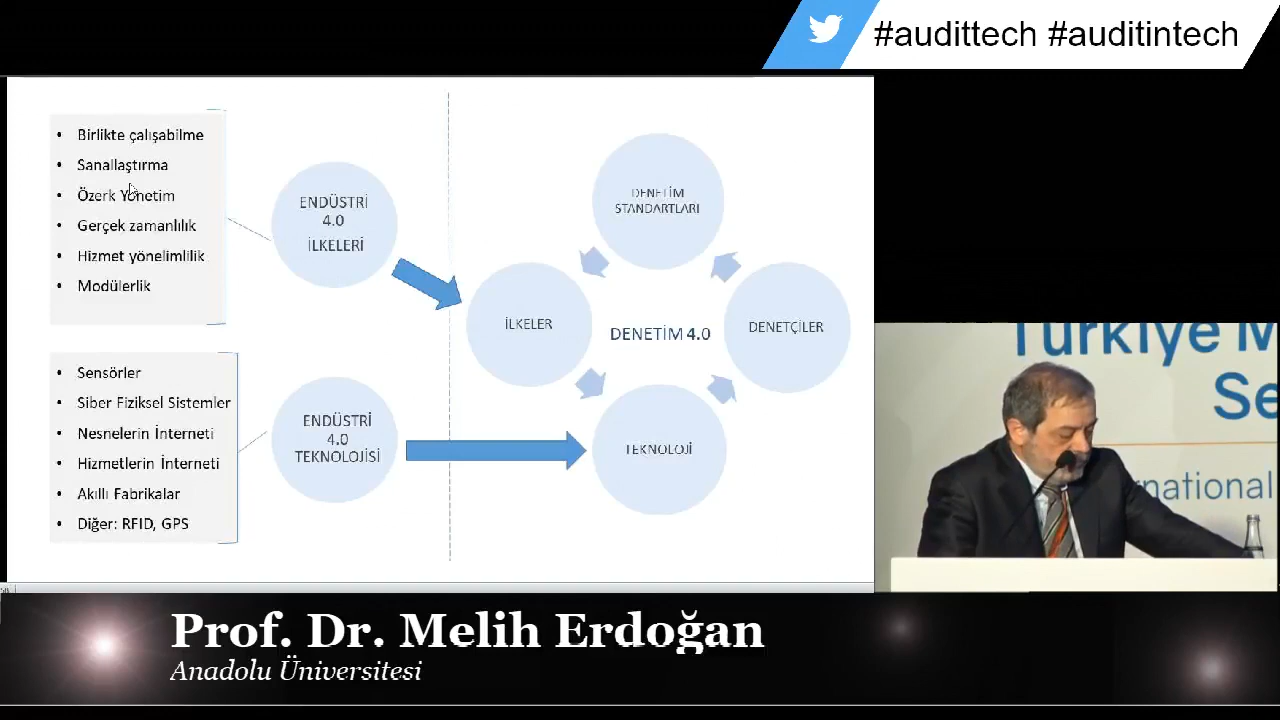 #audittech #auditintech
Birlikte çalışabilme
Sanallaştırma
Özerk Yönetim
Gerçek zamanlılık
Hizmet yönelimlilik
Modülerlik
ENDÜSTRİ
4.0
İLKELERİ
Sensörler
Siber Fiziksel Sistemler
Nesnelerin İnterneti
Hizmetlerin İnterneti
Akıllı Fabrikalar
Diğer: RFID, GPS
ENDÜSTRİ
4.0
TEKNOLOJİSİ
DENETİM
STANDARTLARI
İLKELER
DENETİM 4.0
DENETÇİLER
TEKNOLOJİ
Türkiye M
Se
national
Prof. Dr. Melih Erdoğan
Anadolu Üniversitesi